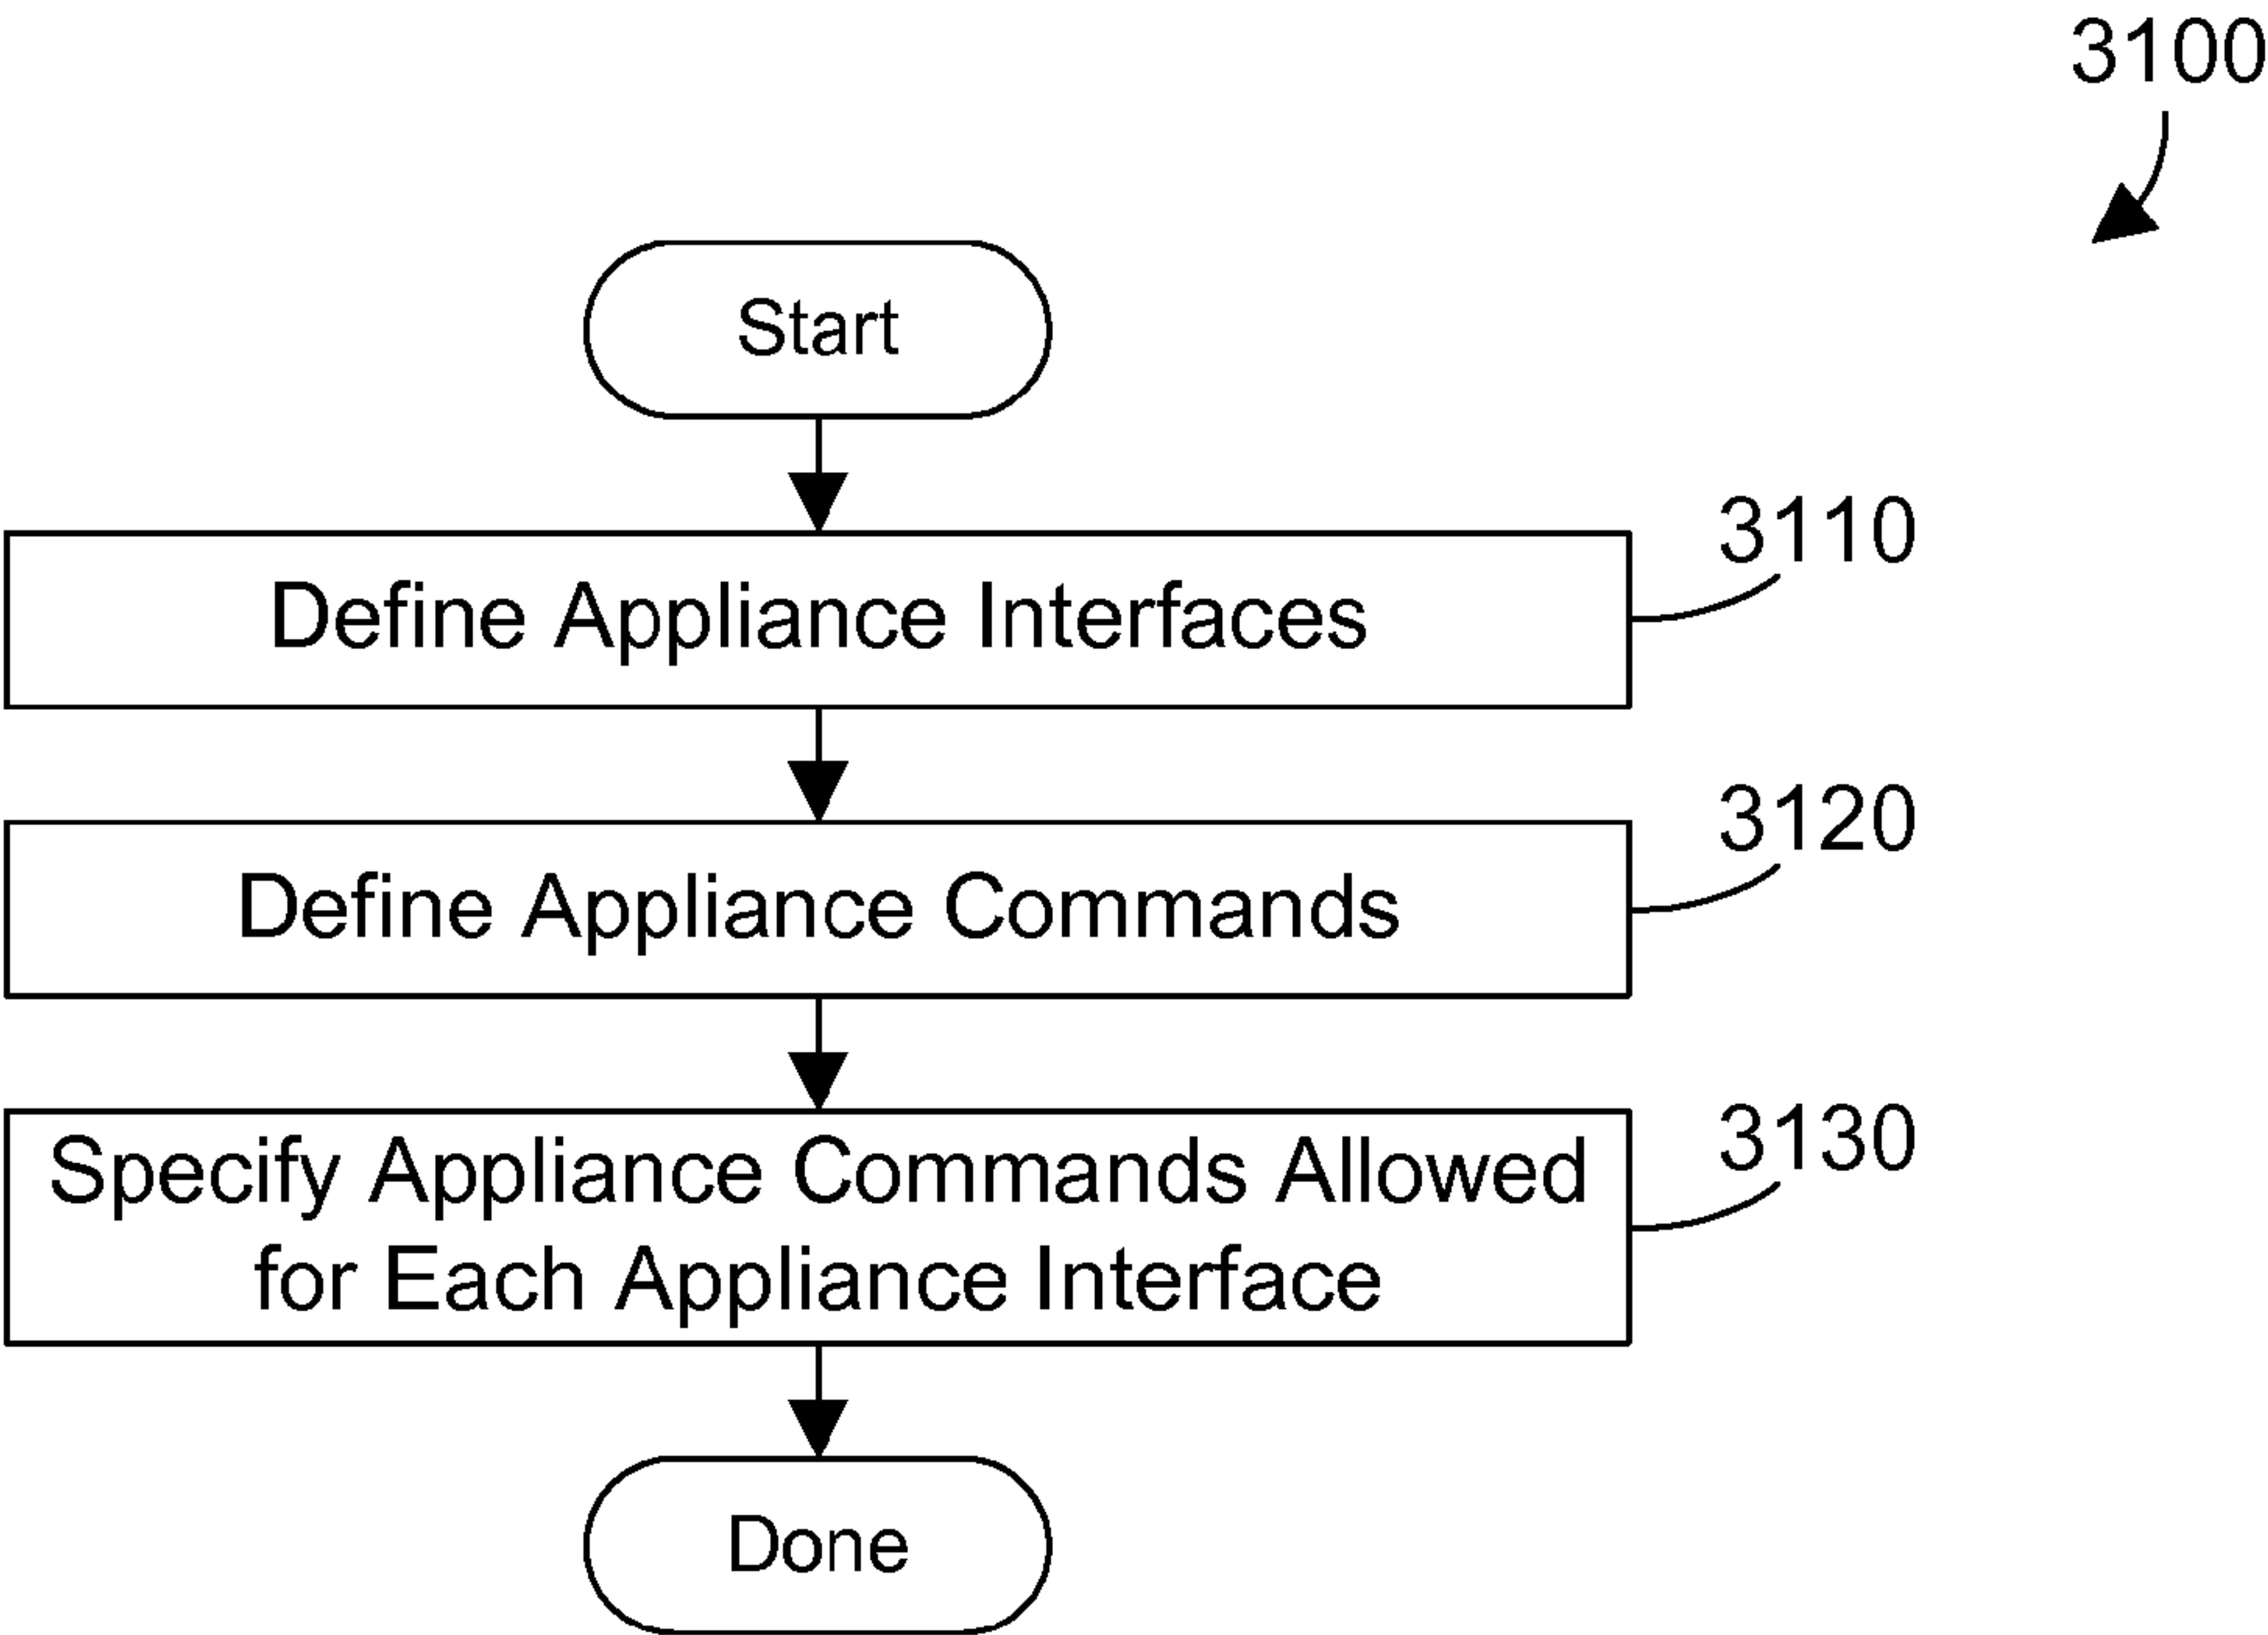 3100
Start
3110
Define Appliance Interfaces
3120
Define Appliance Commands
3130
Specify Appliance Commands Allowed
for Each Appliance Interface
Done